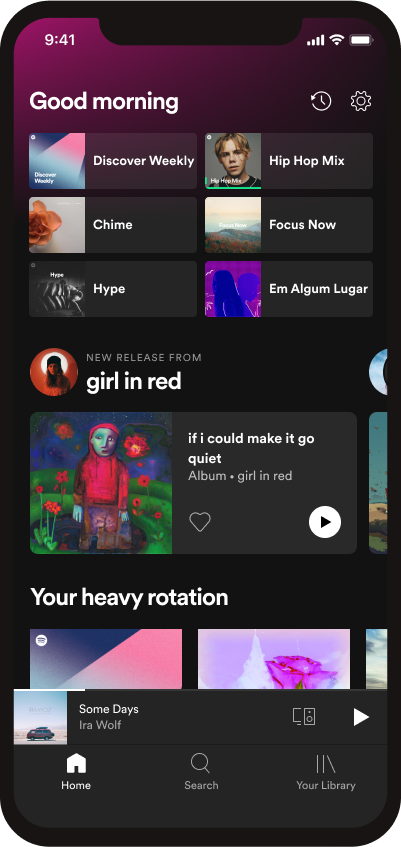 9:41
Good morning
Discover Weekly
Discover
Weekly
Hip Hop Mix
Hip Hop Mix
Chime
Focus Now
Focus Now
Hype
Hype
Em Algum Lugar
NEW RELEASE FROM
girl in red
if i could make it go
quiet
Album • girl in red
Your heavy rotation
Some Days
Ira Wolf
Home
Search
Your Library